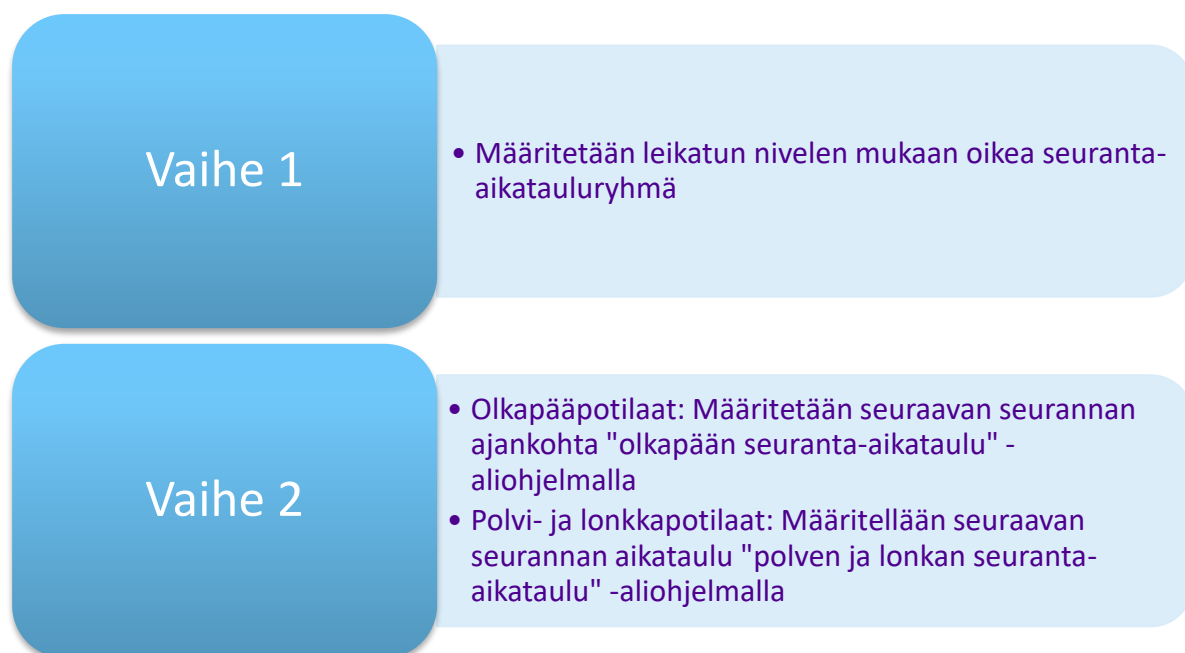 Vaihe 1
• Määritetään leikatun nivelen mukaan oikea seuranta-
aikatauluryhmä
Vaihe 2
• Olkapääpotilaat: Määritetään seuraavan seurannan
ajankohta "olkapään seuranta-aikataulu" -
aliohjelmalla
• Polvi- ja lonkkapotilaat: Määritellään seuraavan
seurannan aikataulu "polven ja lonkan seuranta-
aikataulu" -aliohjelmalla